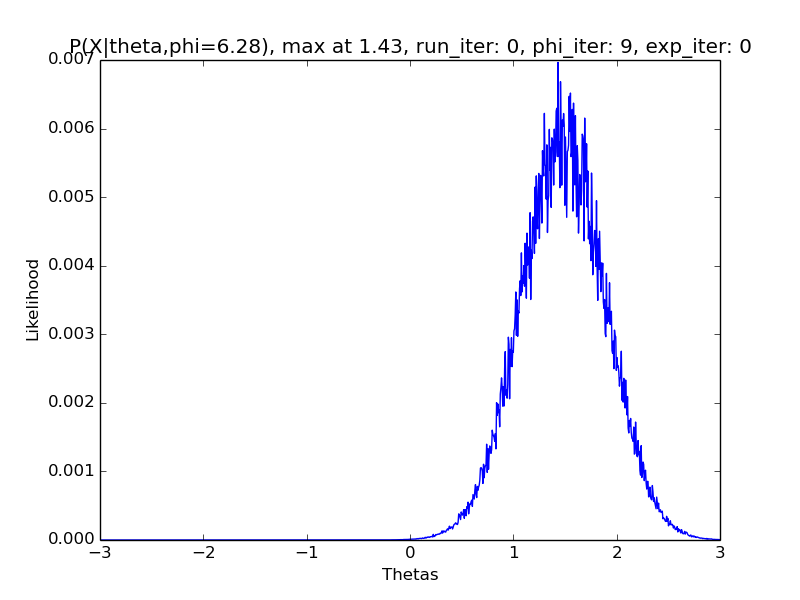 P(X|theta,phi=6.28), max at 1.43, run_iter: 0, phi_iter: 9, exp_iter: 0
0.007
0.006
0.005
0.004
0.003
0.002
0.001
0.000
Likelihood
−3 −2 −1 0 1 2 3
Thetas